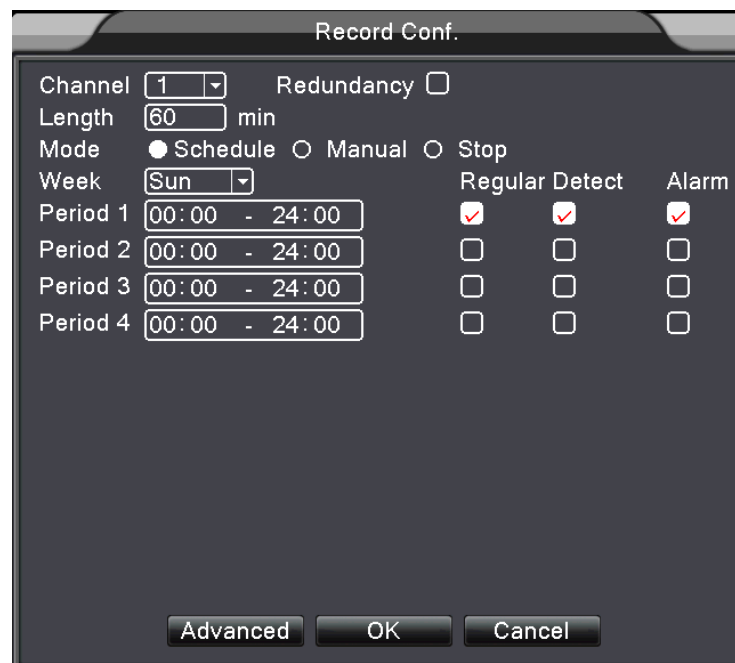 Record Conf.
Channel 1 Redundancy
Length 60 min
Mode Schedule Manual Stop
Week Sun Regular Detect Alarm
Period 1 00:00 - 24:00
Period 2 00:00 - 24:00
Period 3 00:00 - 24:00
Period 4 00:00 - 24:00
Advanced OK Cancel